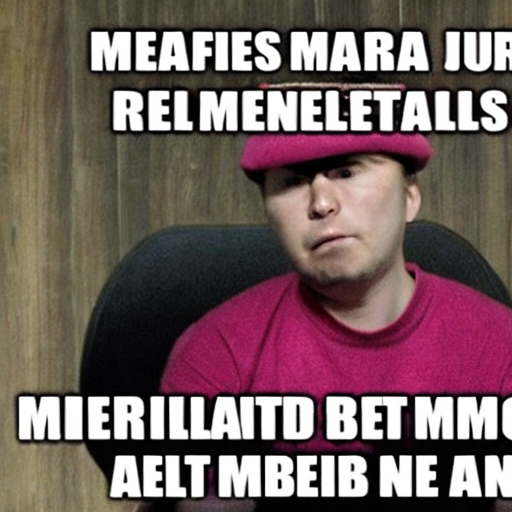 MEAFIES MARA JUR
RELMENELETALLS
MIERILLAITD BET MMC
AELT MBEIB NE AN